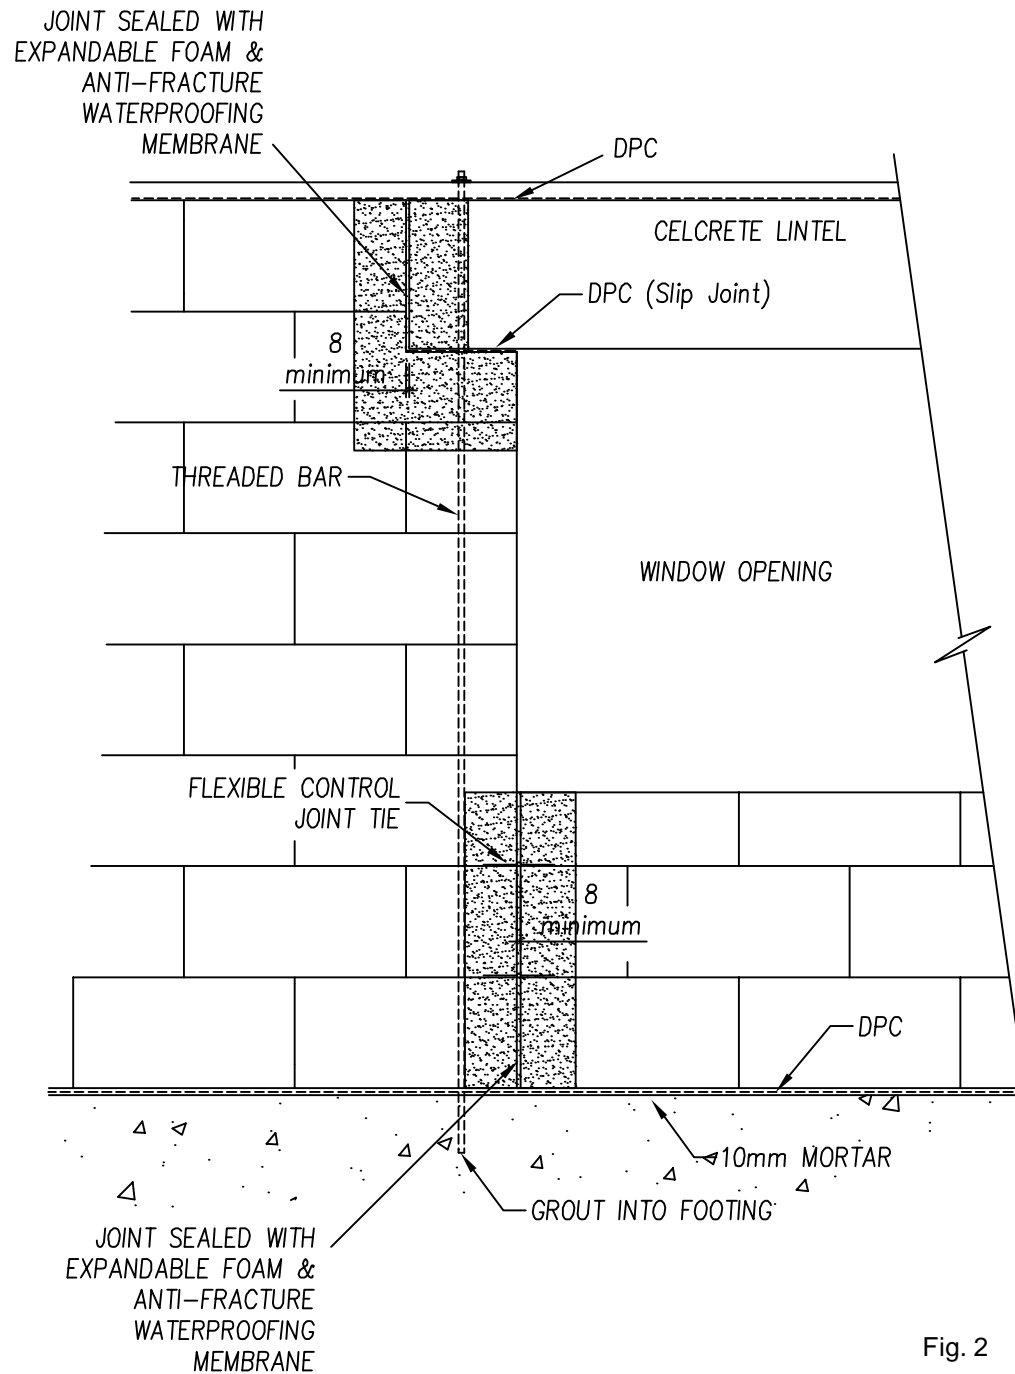 JOINT SEALED WITH
EXPANDABLE FOAM &
ANTI-FRACTURE
WATERPROOFING
MEMBRANE
DPC
CELCRETE LINTEL
DPC (Slip Joint)
8
minimum
THREADED BAR
WINDOW OPENING
FLEXIBLE CONTROL
JOINT TIE
8
minimum
DPC
10mm MORTAR
GROUT INTO FOOTING
JOINT SEALED WITH
EXPANDABLE FOAM &
ANTI-FRACTURE
WATERPROOFING
MEMBRANE
Fig. 2